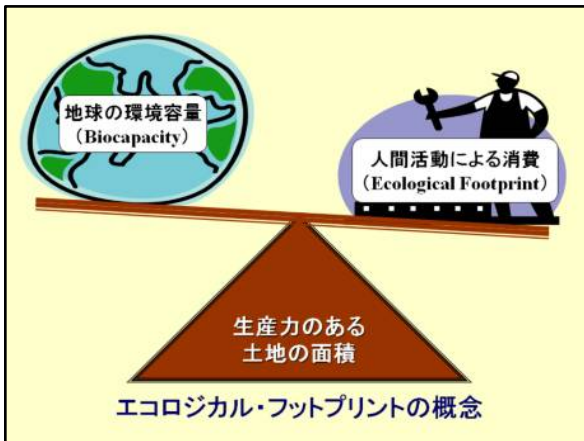 地球の環境容量
（Biocapacity）
人間活動による消費
（Ecological Footprint）
生産力のある
土地の面積
エコロジカル・フットプリントの概念